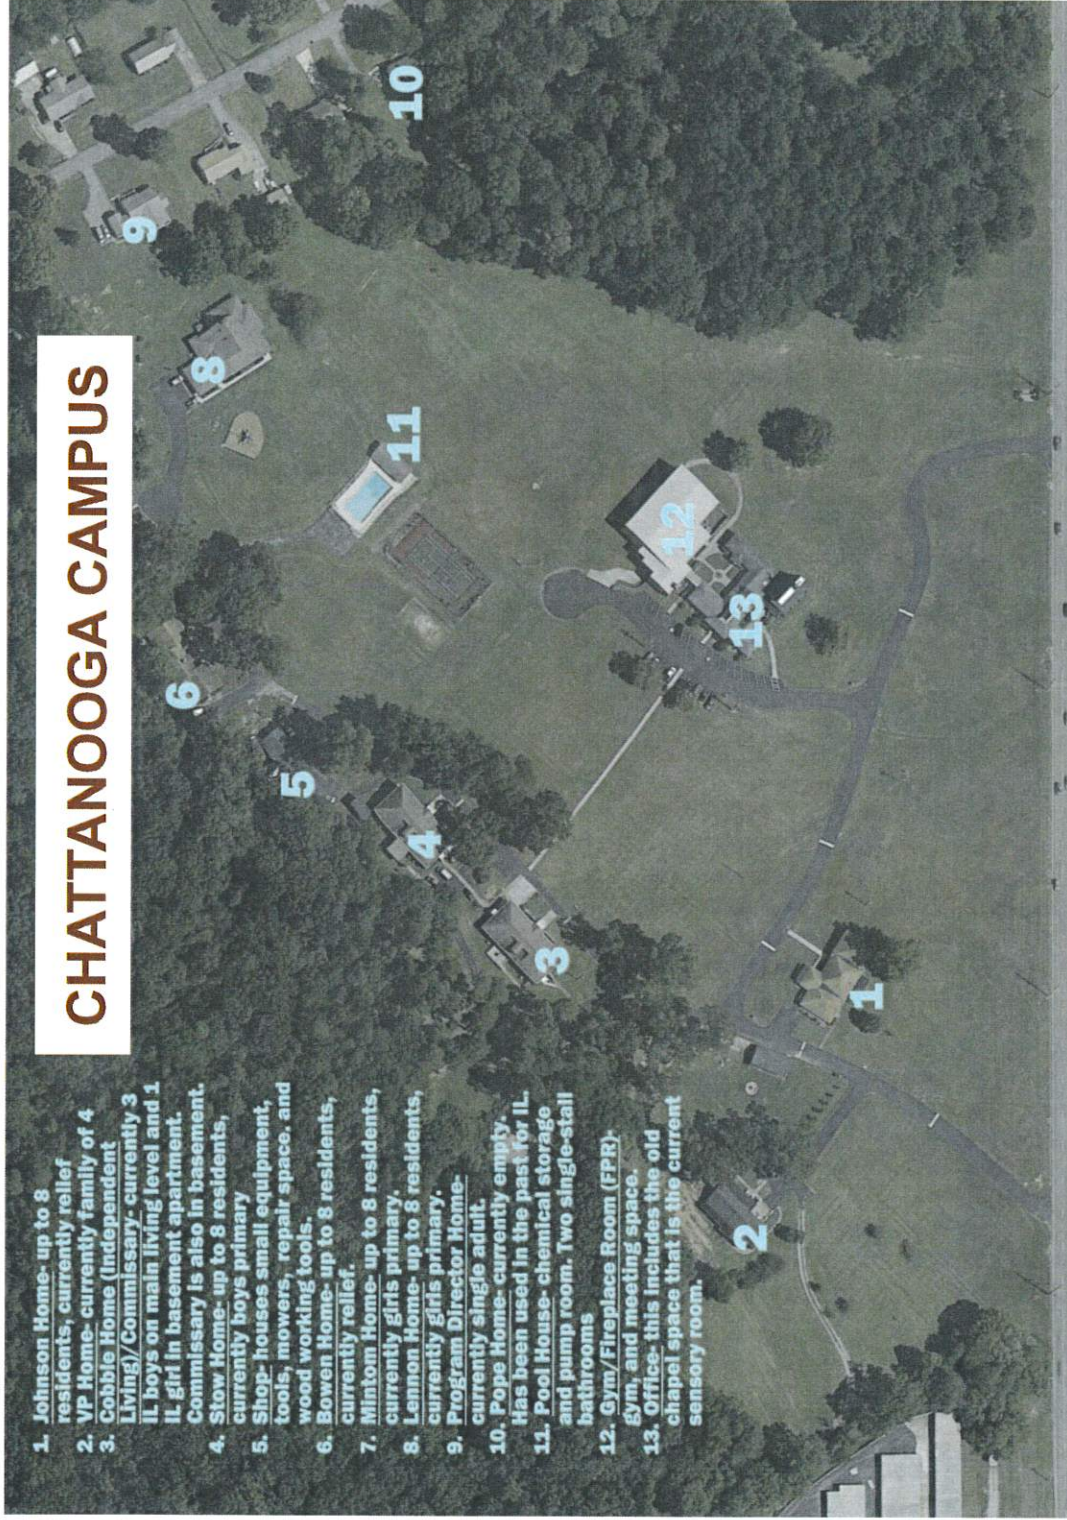 CHATTANOOGA CAMPUS
1. Johnson Home- up to 8
residents, currently relief
2. VP Home- currently family of 4
3. Cobble Home (Independent
Living)/Commissary- currently 3
IL boys on main living level and 1
IL girl in basement apartment.
Commissary is also in basement.
4. Stow Home- up to 8 residents,
currently boys primary
5. Shop- houses small equipment,
tools, mowers, repair space. and
wood working tools.
6. Bowen Home- up to 8 residents,
currently relief.
7. Minton Home- up to 8 residents,
currently girls primary.
8. Lennon Home- up to 8 residents,
currently girls primary.
9. Program Director Home-
currently single adult.
10. Pope Home- currently empty.
Has been used in the past for IL.
11. Pool House- chemical storage
and pump room. Two single-stall
bathrooms
12. Gym/Fireplace Room (FPR)-
gym, and meeting space.
13. Office- this includes the old
chapel space that is the current
sensory room.
6
5
4
3
2
1
8
9
10
11
12
13